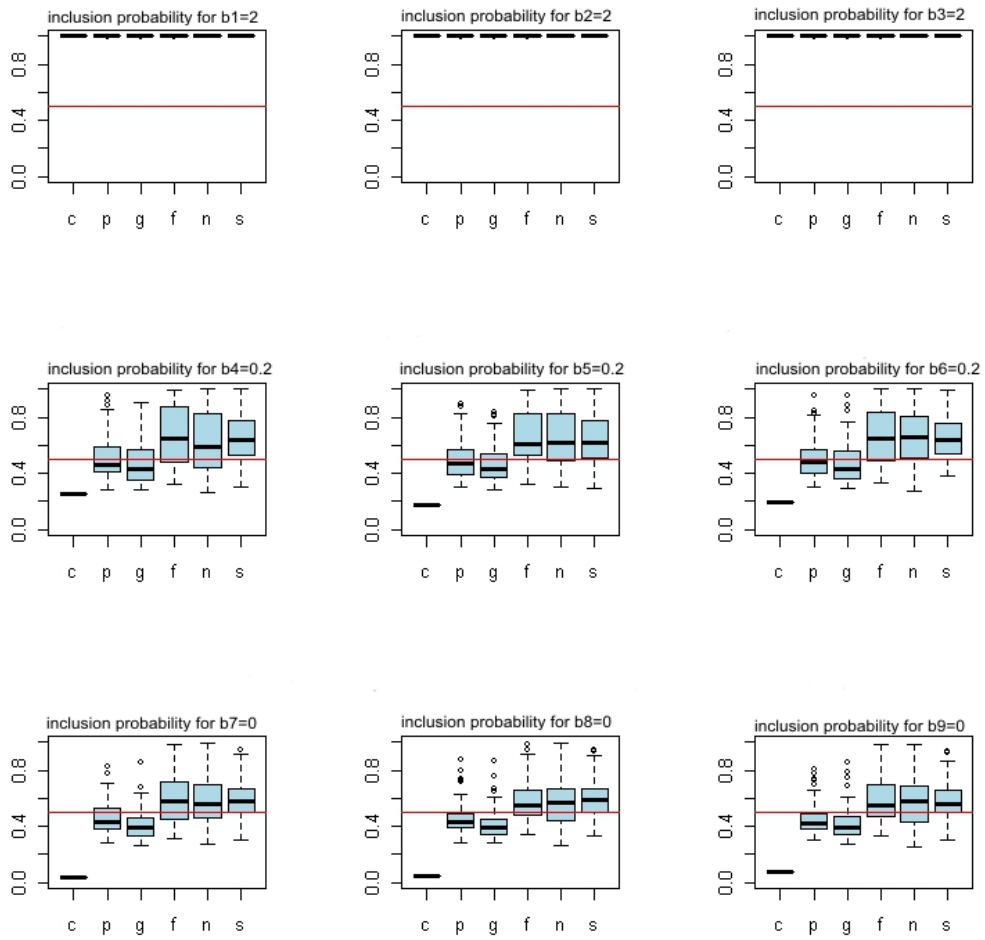 inclusion probability for b1=2
0.0 0.4 0.8
c p g f n s
inclusion probability for b2=2
0.0 0.4 0.8
c p g f n s
inclusion probability for b3=2
0.0 0.4 0.8
c p g f n s
inclusion probability for b4=0.2
0.0 0.4 0.8
c p g f n s
inclusion probability for b5=0.2
0.0 0.4 0.8
c p g f n s
inclusion probability for b6=0.2
0.0 0.4 0.8
c p g f n s
inclusion probability for b7=0
0.0 0.4 0.8
c p g f n s
inclusion probability for b8=0
0.0 0.4 0.8
c p g f n s
inclusion probability for b9=0
0.0 0.4 0.8
c p g f n s